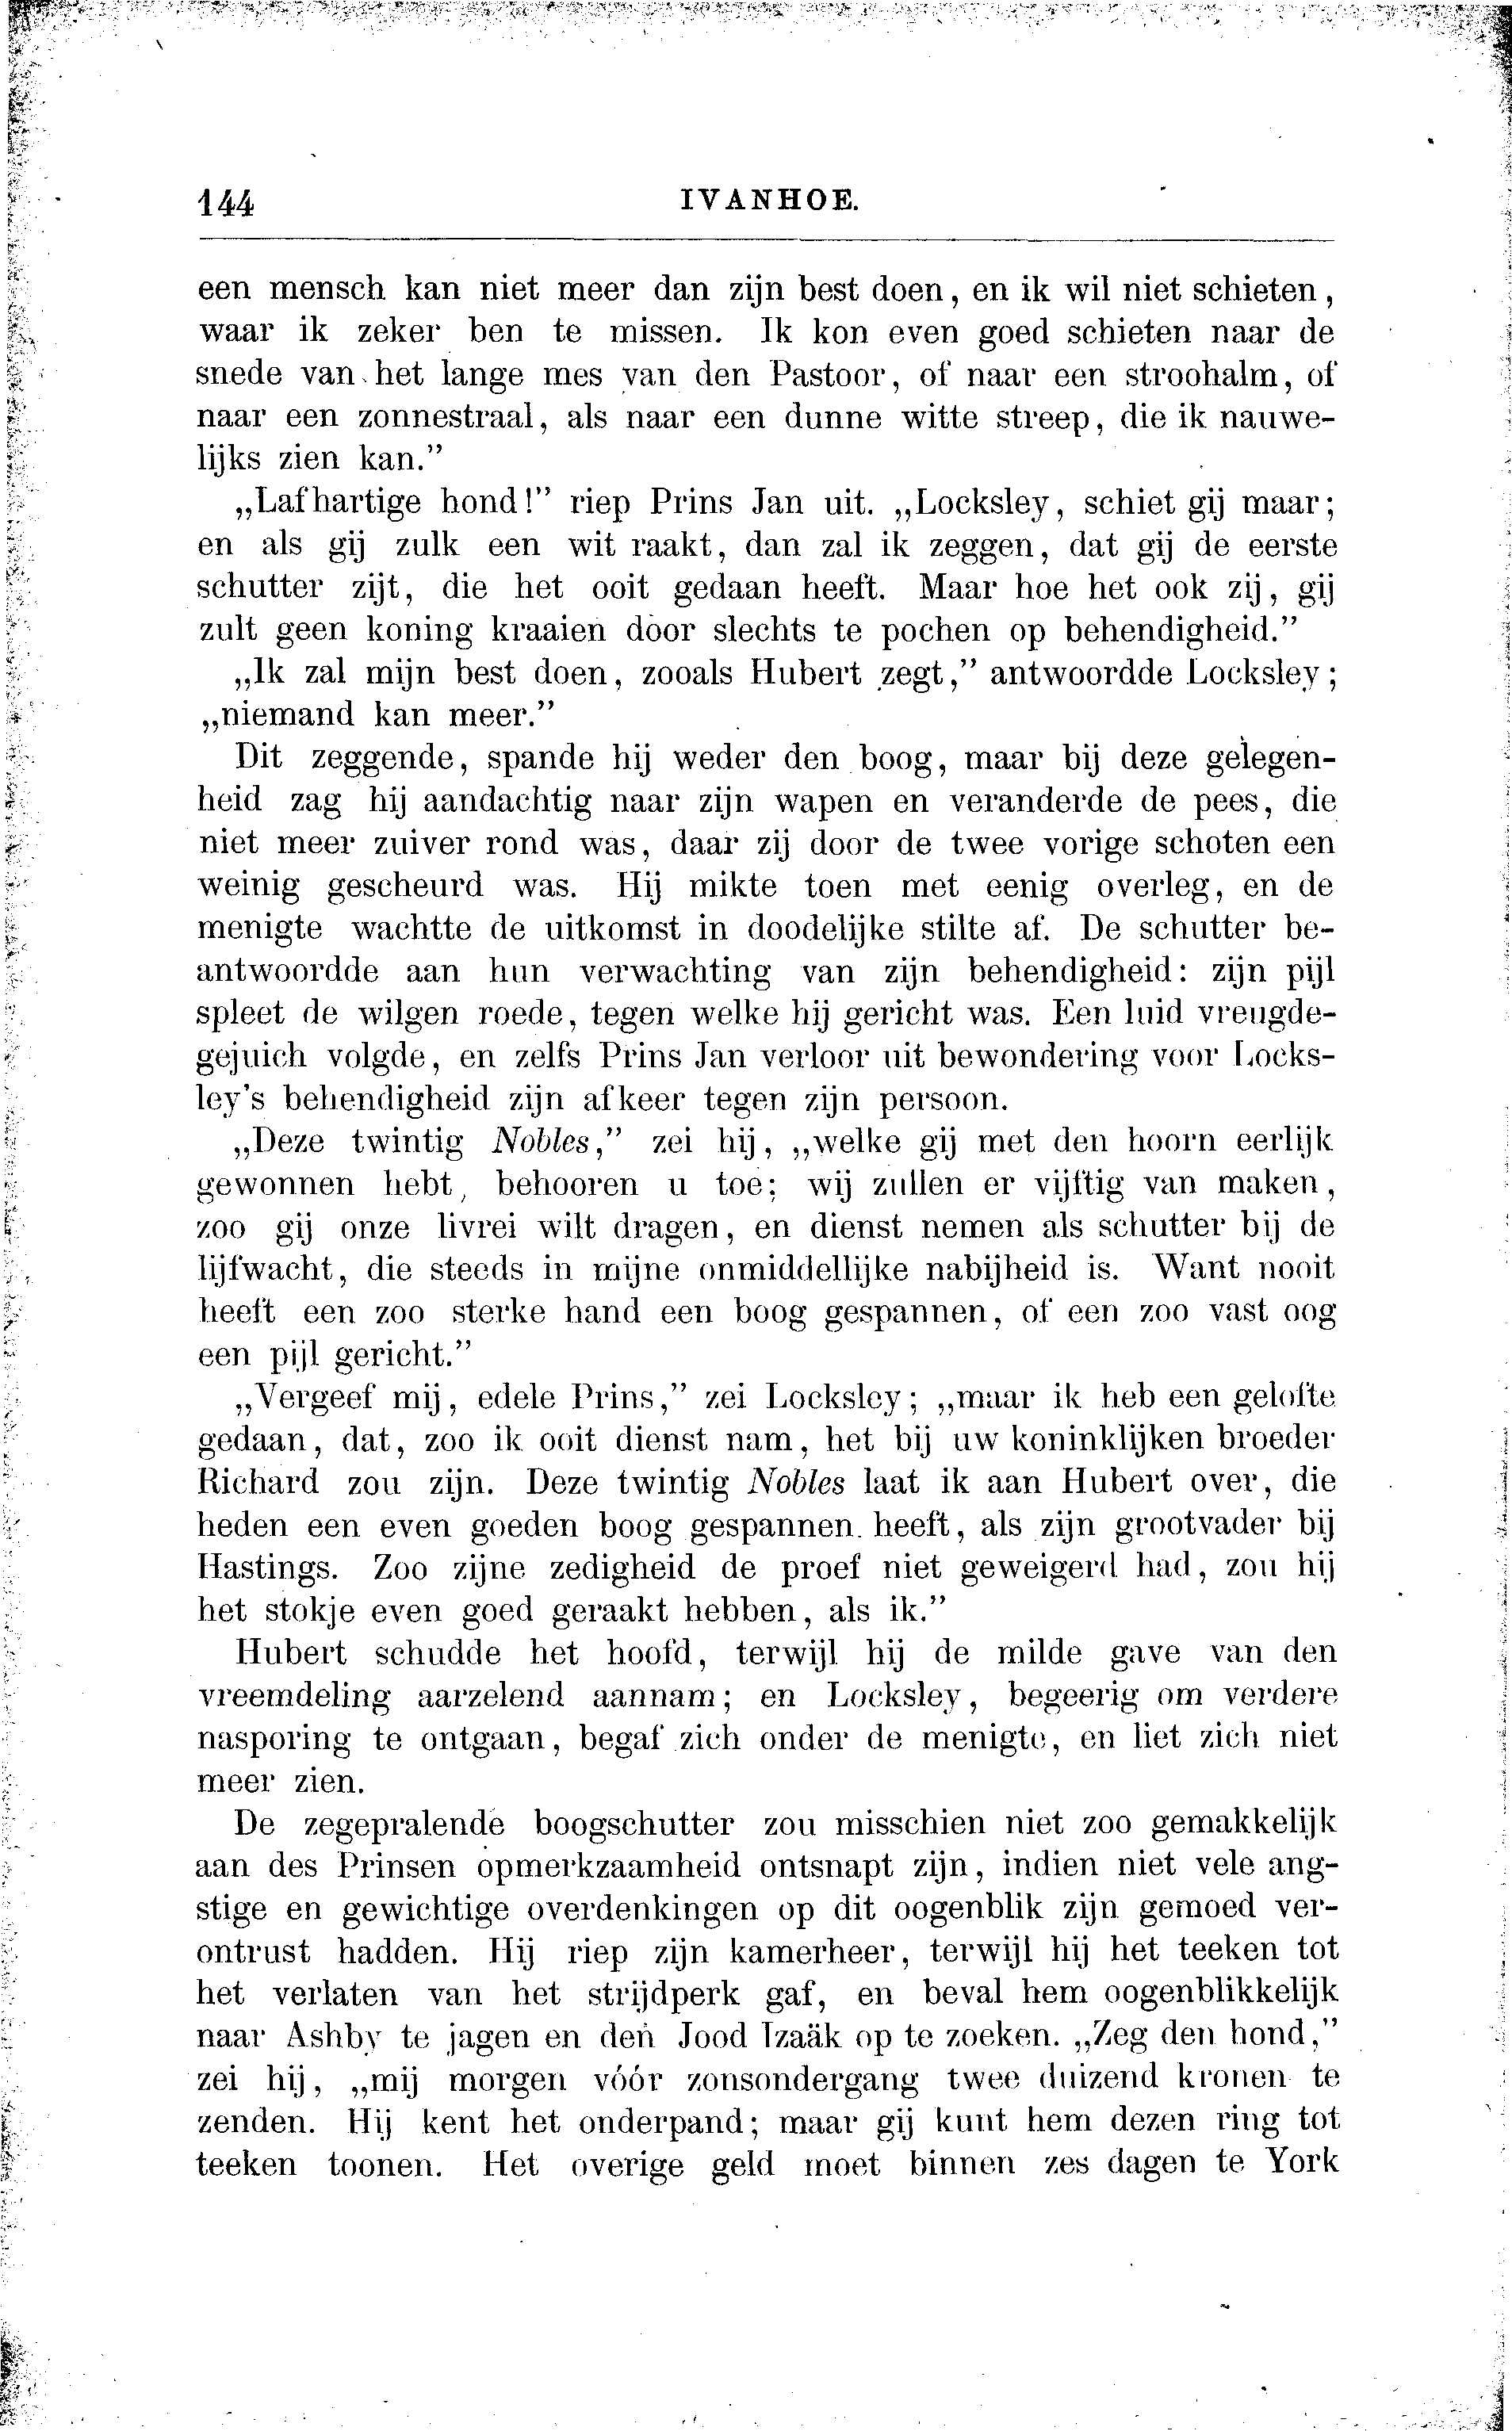 144 IVANHOE.
een mensch kan niet meer dan zijn best doen, en ik wil niet schieten,
waar ik zeker ben te missen. Ik kon even goed schieten naar de
snede van het lange mes van den Pastoor, of naar een stroohalm, of
naar een zonnestraal, als naar een dunne witte streep, die ik nauwe-
lijks zien kan.”
„Lafhartige hond!” riep Prins Jan uit. „Locksley, schiet gij maar;
en als gij zulk een wit raakt, dan zal ik zeggen, dat gij de eerste
schutter zijt, die het ooit gedaan heeft. Maar hoe het ook zij, gij
zult geen koning kraaien door slechts te pochen op behendigheid.”
„Ik zal mijn best doen, zooals Hubert zegt,” antwoordde Locksley;
„niemand kan meer.”
Dit zeggende, spande hij weder den boog, maar bij deze gelegen-
heid zag hij aandachtig naar zijn wapen en veranderde de pees, die
niet meer zuiver rond was, daar zij door de twee vorige schoten een
weinig gescheurd was. Hij mikte toen met eenig overleg, en de
menigte wachtte de uitkomst in doodelijke stilte af. De schutter be-
antwoordde aan hun verwachting van zijn behendigheid: zijn pijl
spleet de wilgen roede, tegen welke hij gericht was. Een luid vreugde-
gejuich volgde, en zelfs Prins Jan verloor uit bewondering voor Locks-
ley's behendigheid zijn afkeer tegen zijn persoon.
„Deze twintig Nobles,” zei hij, „welke gij met den hoorn eerlijk
gewonnen hebt, behooren u toe; wij zullen er vijftig van maken,
zoo gij onze livrei wilt dragen, en dienst nemen als schutter bij de
lijfwacht, die steeds in mijne onmiddellijke nabijheid is. Want nooit
heeft een zoo sterke hand een boog gespannen, of een zoo vast oog
een pijl gericht.”
„Vergeef mij, edele Prins,” zei Locksley; „maar ik heb een gelofte
gedaan, dat, zoo ik ooit dienst nam, het bij uw koninklijken broeder
Richard zou zijn. Deze twintig Nobles laat ik aan Hubert over, die
heden een even goeden boog gespannen heeft, als zijn grootvader bij
Hastings. Zoo zijne zedigheid de proef niet geweigerd had, zou hij
het stokje even goed geraakt hebben, als ik.”
Hubert schudde het hoofd, terwijl hij de milde gave van den
vreemdeling aarzelend aannam; en Locksley, begeerig om verdere
nasporing te ontgaan, begaf zich onder de menigte, en liet zich niet
meer zien.
De zegepralende boogschutter zou misschien niet zoo gemakkelijk
aan des Prinsen opmerkzaamheid ontsnapt zijn, indien niet vele ang-
stige en gewichtige overdenkingen op dit oogenblik zijn gemoed ver-
ontrust hadden. Hij riep zijn kamerheer, terwijl hij het teeken tot
het verlaten van het strijdperk gaf, en beval hem oogenblikkelijk
naar Ashby te jagen en den Jood Izaäk op te zoeken. „Zeg den hond,”
zei hij, „mij morgen vóór zonsondergang twee duizend kronen te
zenden. Hij kent het onderpand; maar gij kunt hem dezen ring tot
teeken toonen. Het overige geld moet binnen zes dagen te York